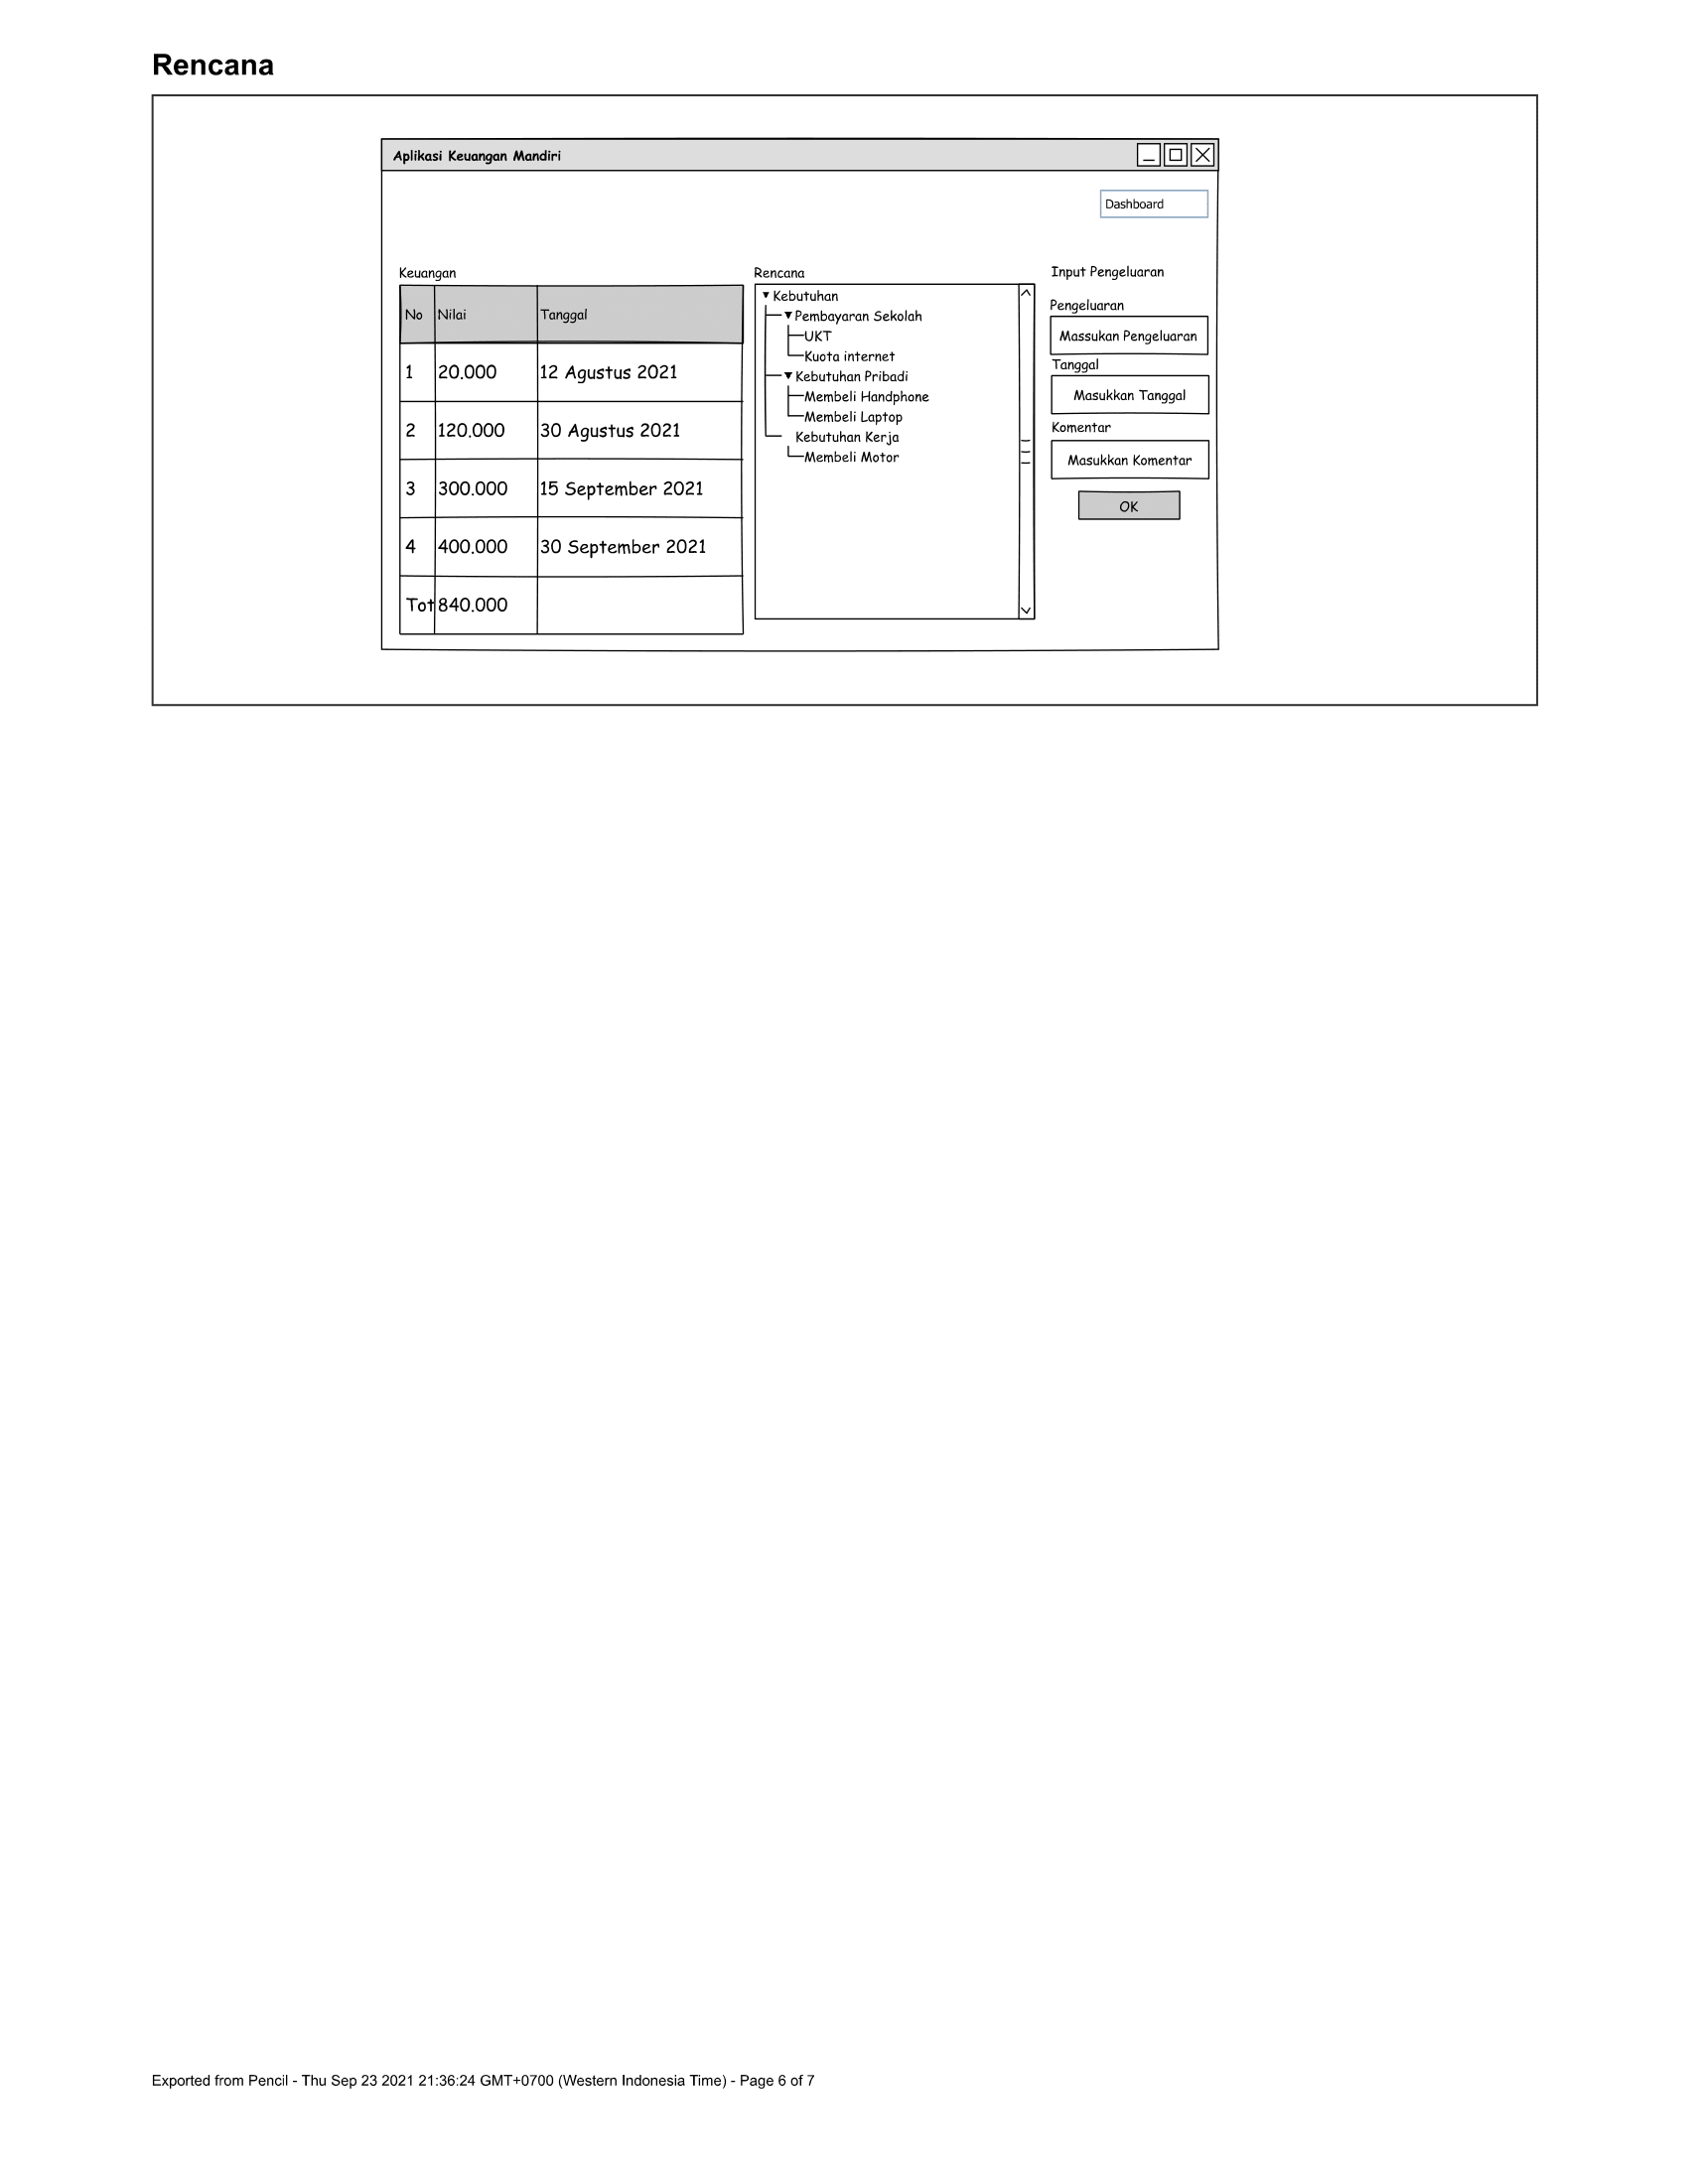 Rencana
Aplikasi Keuangan Mandiri
Dashboard
Keuangan
No Nilai Tanggal
1 20.000 12 Agustus 2021
2 120.000 30 Agustus 2021
3 300.000 15 September 2021
4 400.000 30 September 2021
Tot 840.000
Rencana
Kebutuhan
Pembayaran Sekolah
UKT
Kuota internet
Kebutuhan Pribadi
Membeli Handphone
Membeli Laptop
Kebutuhan Kerja
Membeli Motor
Input Pengeluaran
Pengeluaran
Massukan Pengeluaran
Tanggal
Masukkan Tanggal
Komentar
Masukkan Komentar
OK
Exported from Pencil - Thu Sep 23 2021 21:36:24 GMT+0700 (Western Indonesia Time) - Page 6 of 7